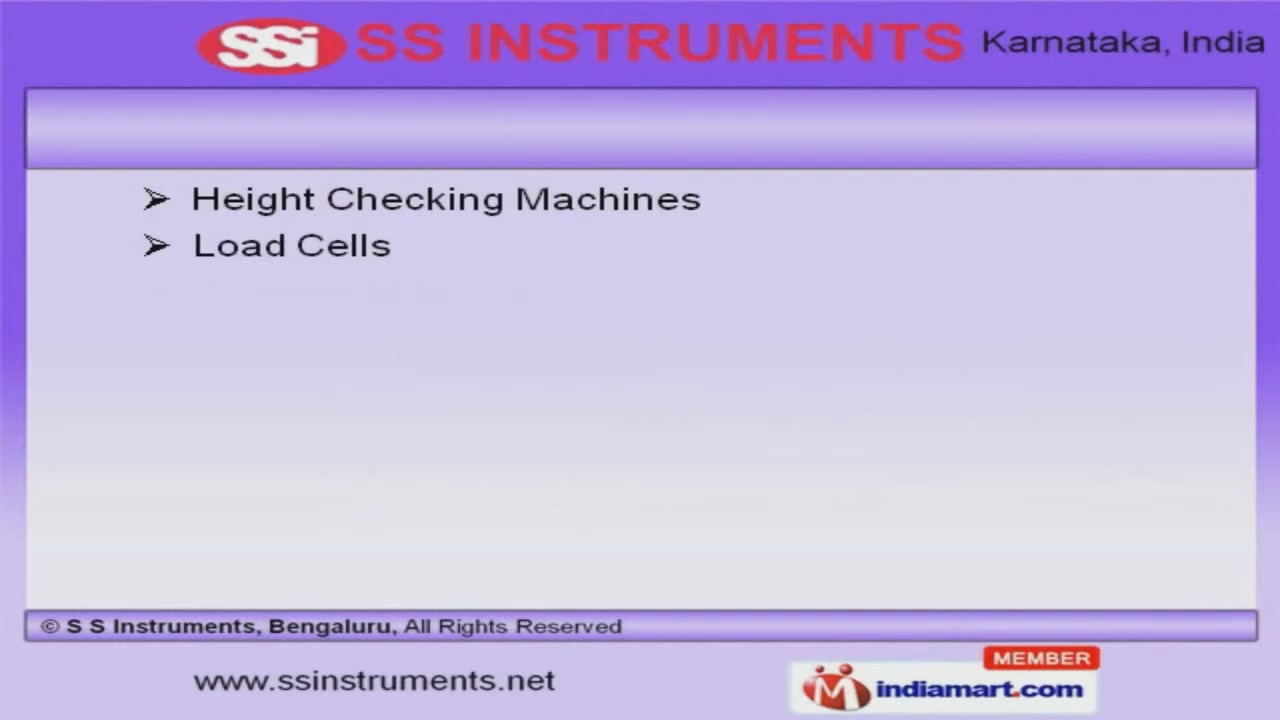 SSi SS INSTRUMENTS Karnataka, India
➢ Height Checking Machines
➢ Load Cells
© S S Instruments, Bengaluru, All Rights Reserved
www.ssinstruments.net
MEMBER
indiamart.com